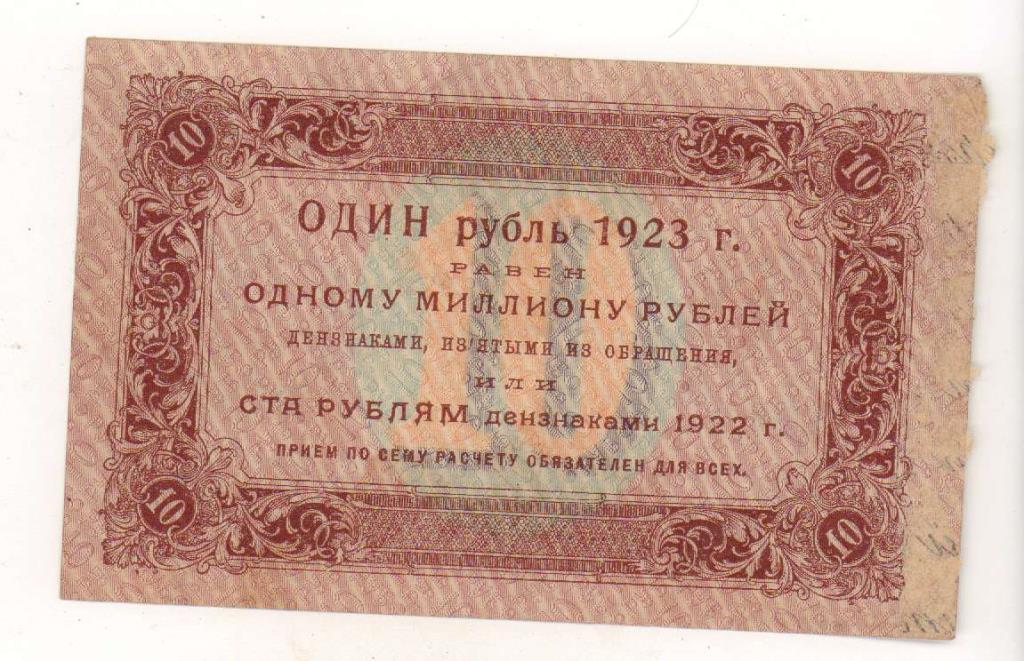 10 10
ОДИН рубль 1923 г.
РАВЕН
ОДНОМУ МИЛЛИОНУ РУБЛЕЙ
ДЕНЗНАКАМИ, ИЗ'ЯТЫМИ ИЗ ОБРАЩЕНИЯ,
ИЛИ
СТА РУБЛЯМ дензнаками 1922 г.
ПРИЕМ ПО СЕМУ РАСЧЕТУ ОБЯЗАТЕЛЕН ДЛЯ ВСЕХ.
10
10 10